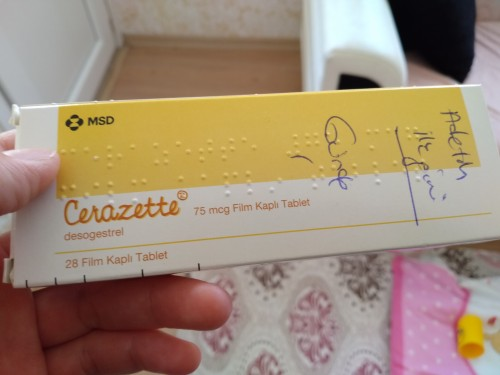 MSD
Cerazette
75 mcg Film Kaplı Tablet
desogestrel
28 Film Kaplı Tablet
Adetin
ilk günü